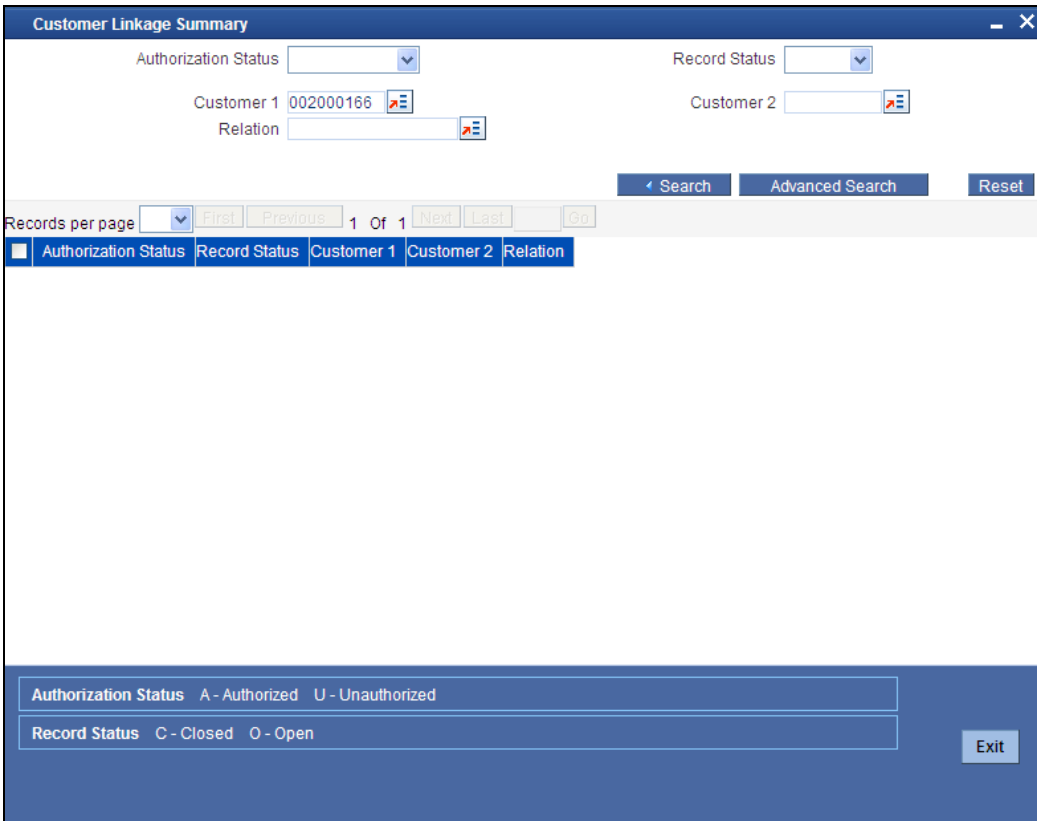 Customer Linkage Summary
Authorization Status Record Status
Customer 1 002000166 Customer 2
Relation
Search Advanced Search Reset
Records per page First Previous 1 Of 1 Next Last Go
Authorization Status Record Status Customer 1 Customer 2 Relation
Authorization Status A - Authorized U - Unauthorized
Record Status C - Closed O - Open
Exit